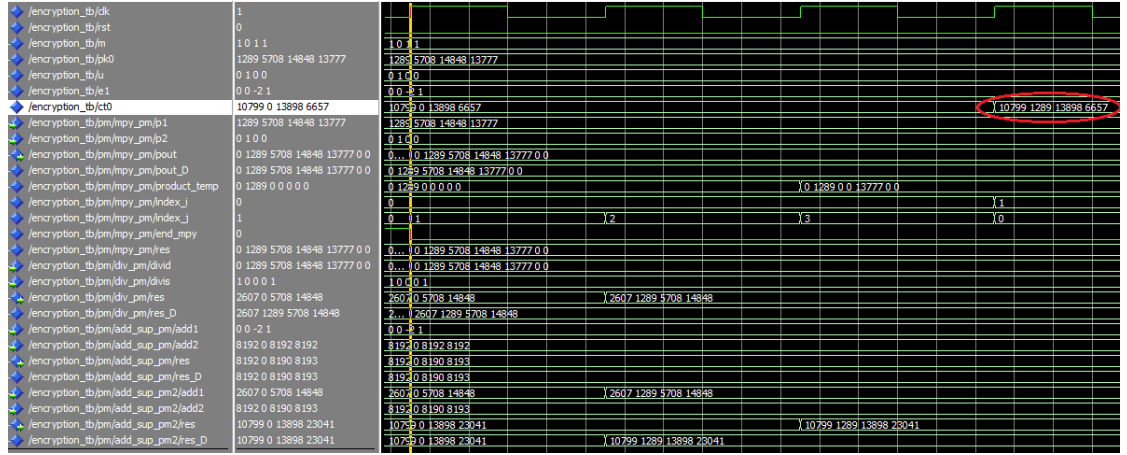 /encryption_tb/clk 1
/encryption_tb/rst 0
/encryption_tb/m 1 0 1 1 1 0 1 1
/encryption_tb/pk0 1289 5708 14848 13777 1289 5708 14848 13777
/encryption_tb/u 0 1 0 0 0 1 0 0
/encryption_tb/e1 0 0 -2 1 0 0 -2 1
/encryption_tb/ct0 10799 0 13898 6657 10799 0 13898 6657 10799 1289 13898 6657
/encryption_tb/pm/mpy_pm/p1 1289 5708 14848 13777 1289 5708 14848 13777
/encryption_tb/pm/mpy_pm/p2 0 1 0 0 0 1 0 0
/encryption_tb/pm/mpy_pm/pout 0 1289 5708 14848 13777 0 0 0... 0 1289 5708 14848 13777 0 0
/encryption_tb/pm/mpy_pm/pout_D 0 1289 5708 14848 13777 0 0 0 1289 5708 14848 13777 0 0
/encryption_tb/pm/mpy_pm/product_temp 0 1289 0 0 0 0 0 0 1289 0 0 0 0 0 0 1289 0 0 13777 0 0
/encryption_tb/pm/mpy_pm/index_i 0 0 1
/encryption_tb/pm/mpy_pm/index_j 1 0 1 2 3 0
/encryption_tb/pm/mpy_pm/end_mpy 0
/encryption_tb/pm/mpy_pm/res 0 1289 5708 14848 13777 0 0 0... 0 1289 5708 14848 13777 0 0
/encryption_tb/pm/div_pm/divid 0 1289 5708 14848 13777 0 0 0... 0 1289 5708 14848 13777 0 0
/encryption_tb/pm/div_pm/divis 1 0 0 0 1 1 0 0 0 1
/encryption_tb/pm/div_pm/res 2607 0 5708 14848 2607 0 5708 14848 2607 1289 5708 14848
/encryption_tb/pm/div_pm/res_D 2607 1289 5708 14848 2... 2607 1289 5708 14848
/encryption_tb/pm/add_sup_pm/add1 0 0 -2 1 0 0 -2 1
/encryption_tb/pm/add_sup_pm/add2 8192 0 8192 8192 8192 0 8192 8192
/encryption_tb/pm/add_sup_pm/res 8192 0 8190 8193 8192 0 8190 8193
/encryption_tb/pm/add_sup_pm/res_D 8192 0 8190 8193 8192 0 8190 8193
/encryption_tb/pm/add_sup_pm2/add1 2607 0 5708 14848 2607 0 5708 14848 2607 1289 5708 14848
/encryption_tb/pm/add_sup_pm2/add2 8192 0 8190 8193 8192 0 8190 8193
/encryption_tb/pm/add_sup_pm2/res 10799 0 13898 23041 10799 0 13898 23041 10799 1289 13898 23041
/encryption_tb/pm/add_sup_pm2/res_D 10799 0 13898 23041 10799 0 13898 23041 10799 1289 13898 23041